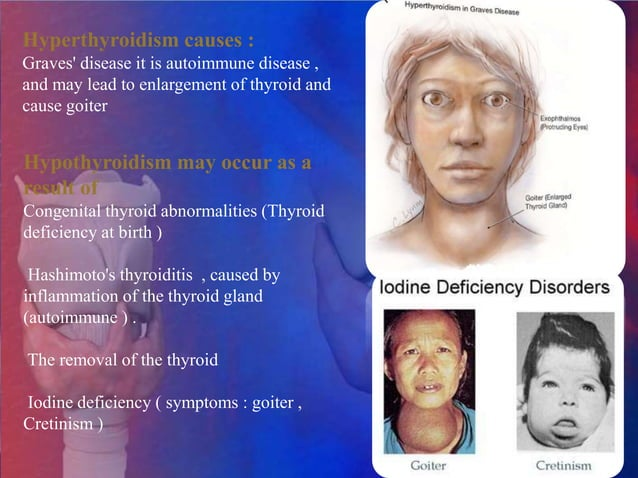 Hyperthyroidism causes :
Graves' disease it is autoimmune disease ,
and may lead to enlargement of thyroid and
cause goiter
Hypothyroidism may occur as a
result of
Congenital thyroid abnormalities (Thyroid
deficiency at birth )
Hashimoto's thyroiditis , caused by
inflammation of the thyroid gland
(autoimmune ) .
The removal of the thyroid
Iodine deficiency ( symptoms : goiter ,
Cretinism )
Hyperthyroidism in Graves Disease
Exophthalmos
(Protruding Eyes)
Goiter (Enlarged
Thyroid Gland)
C. Lynm
Iodine Deficiency Disorders
Goiter
Cretinism